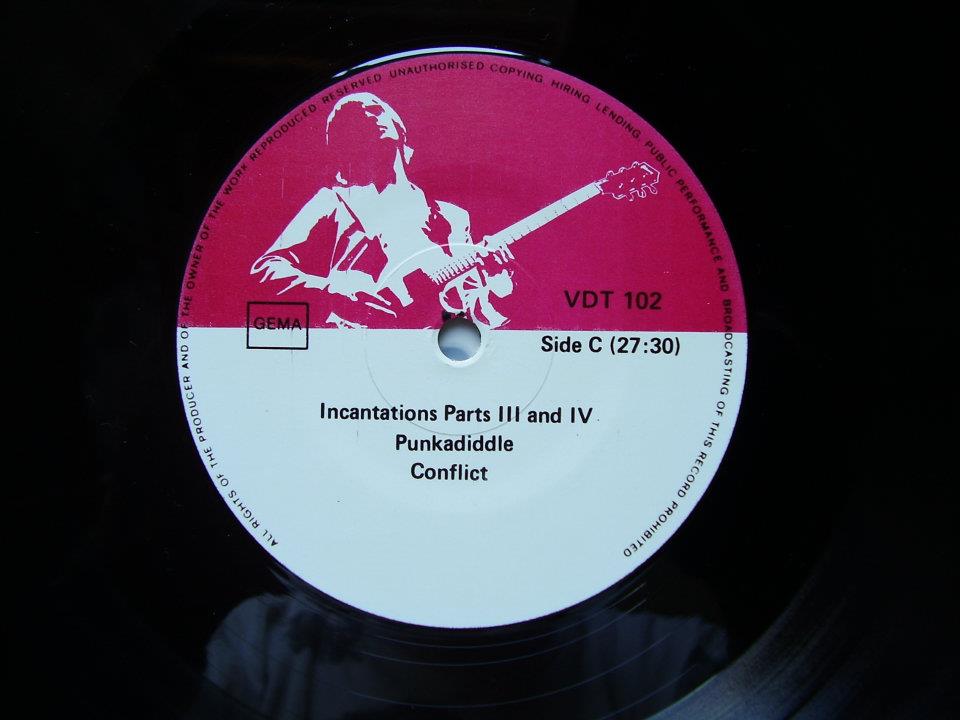 ALL RIGHTS OF THE PRODUCER AND OF THE OWNER OF THE WORK REPRODUCED RESERVED UNAUTHORISED COPYING, HIRING, LENDING, PUBLIC PERFORMANCE AND BROADCASTING OF THIS RECORD PROHIBITED
VDT 102
GEMA
Side C (27:30)
Incantations Parts III and IV
Punkadiddle
Conflict